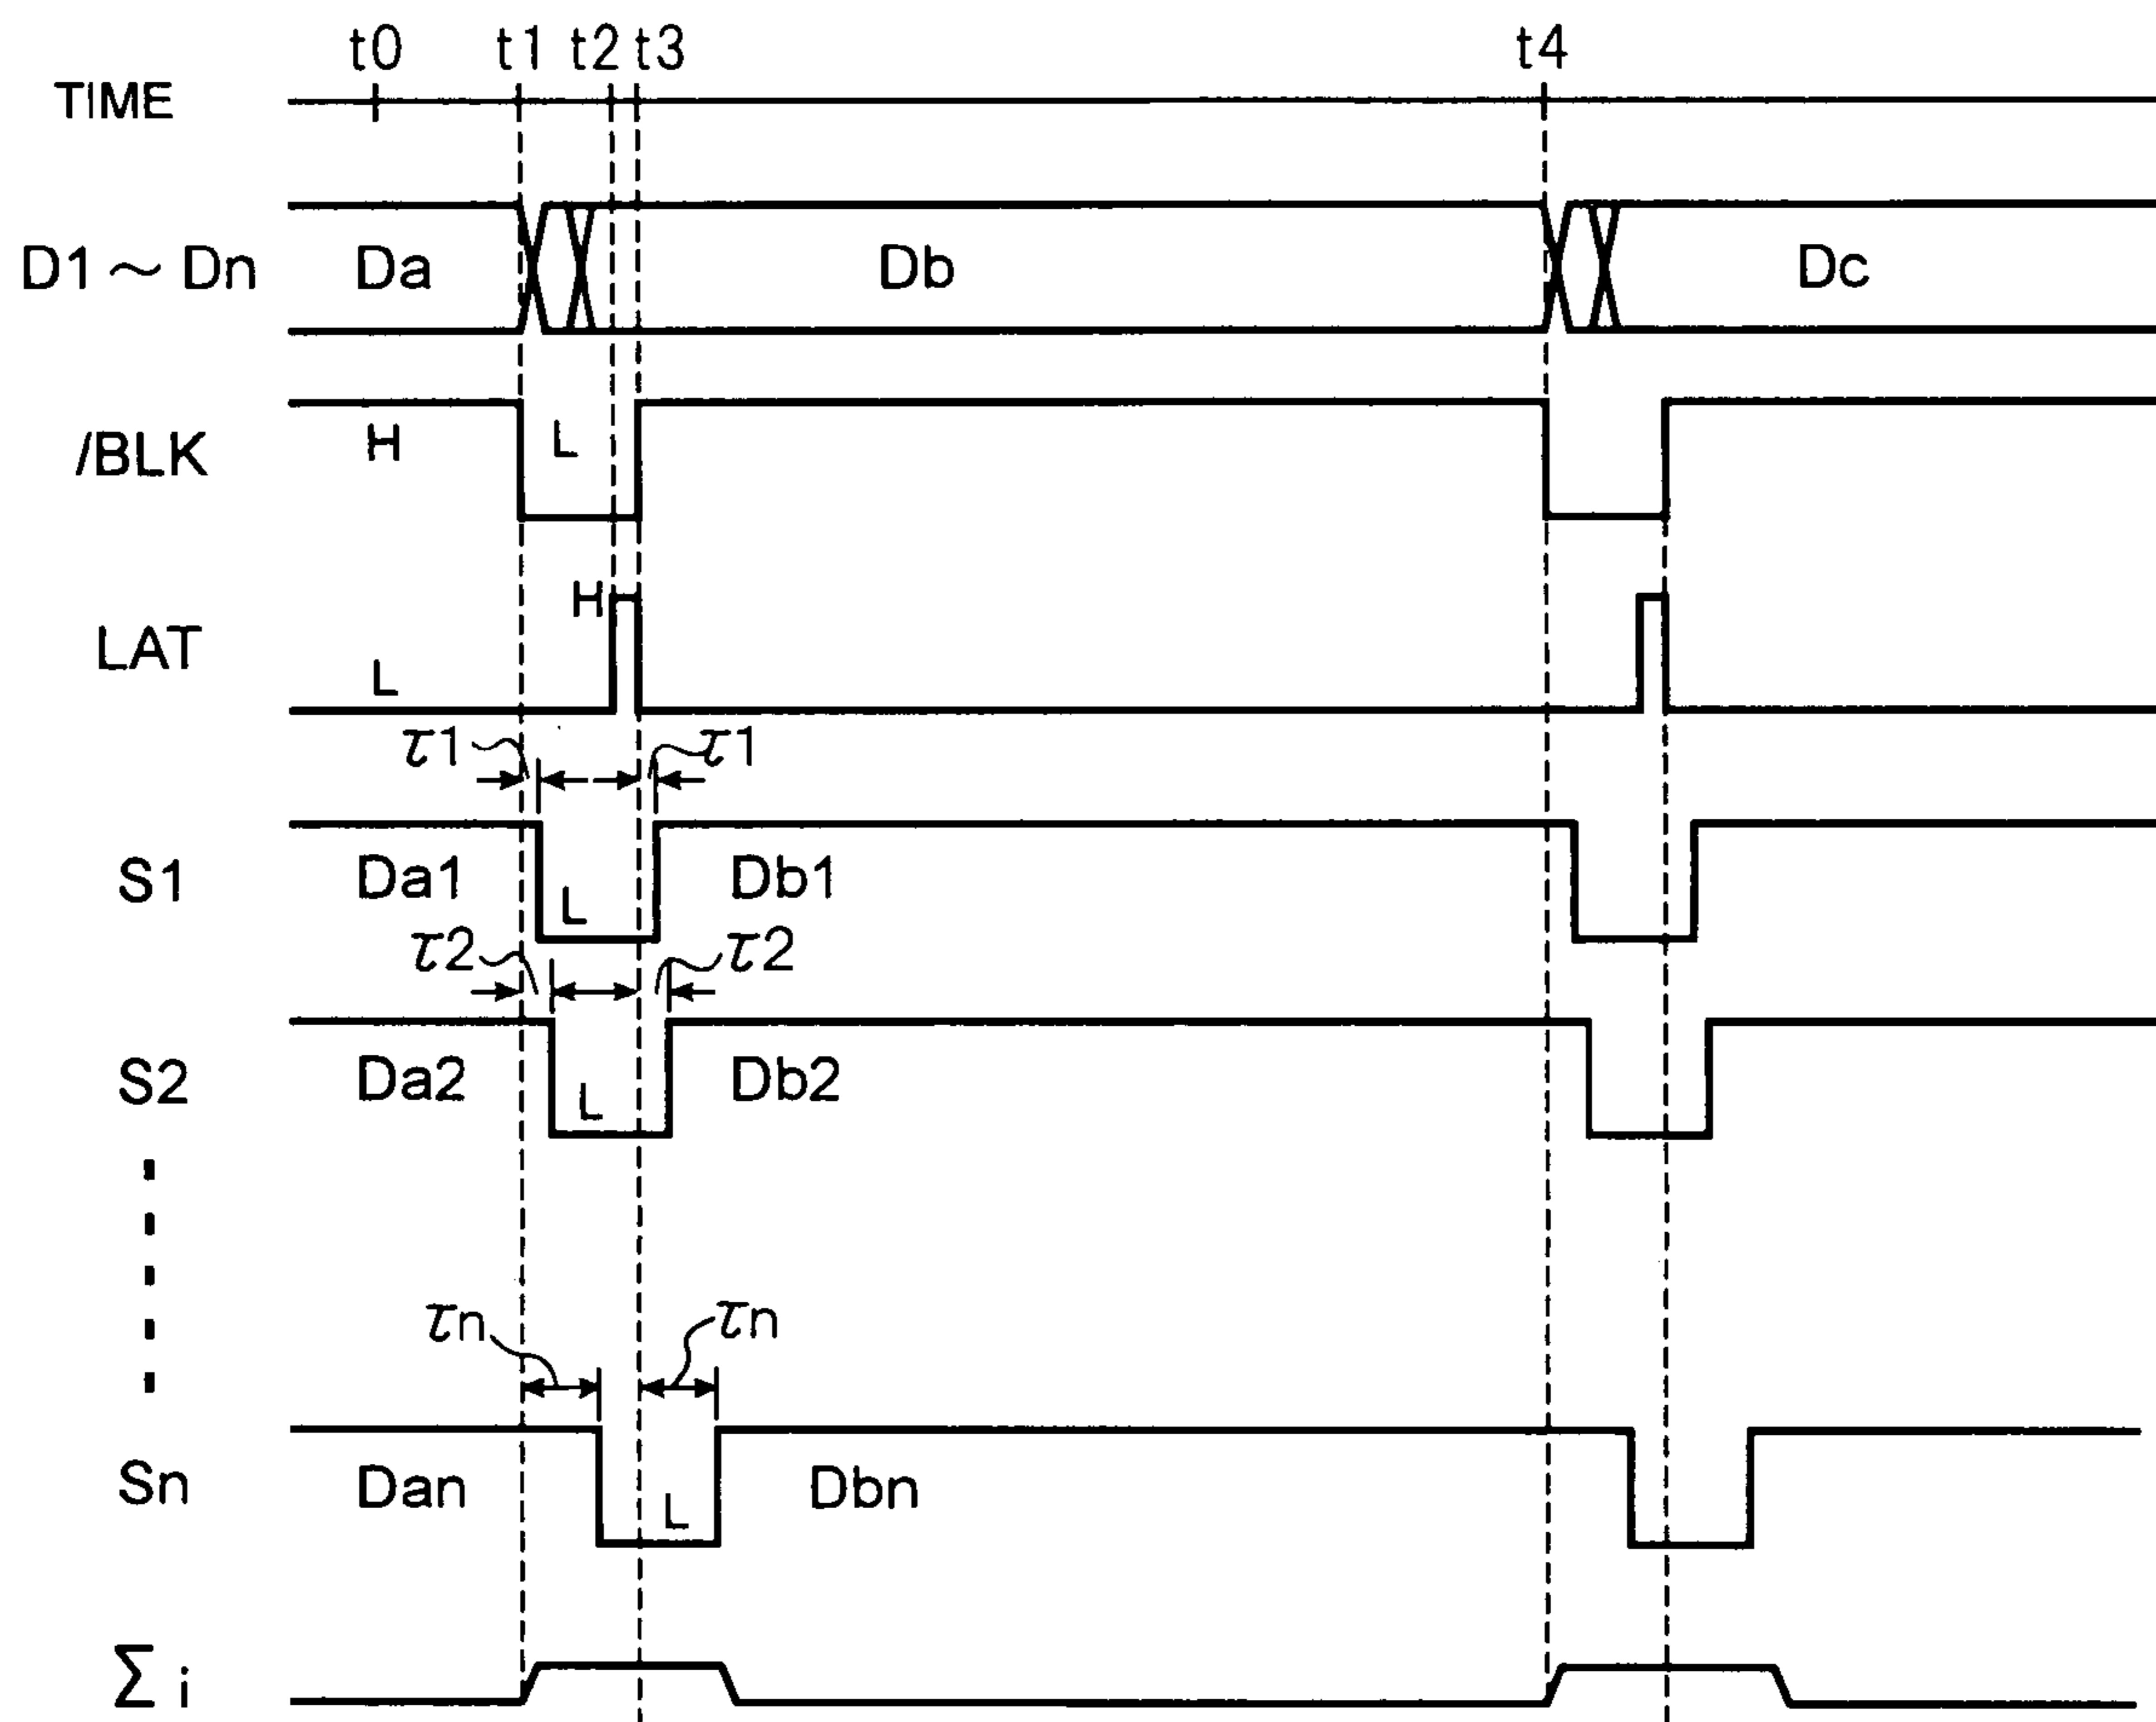 t0 t1 t2 t3 t4
TIME
D1～Dn Da Db Dc
/BLK H L
LAT L H
τ1 τ1
S1 Da1 L Db1
τ2 τ2
S2 Da2 L Db2
τn τn
Sn Dan L Dbn
Σi